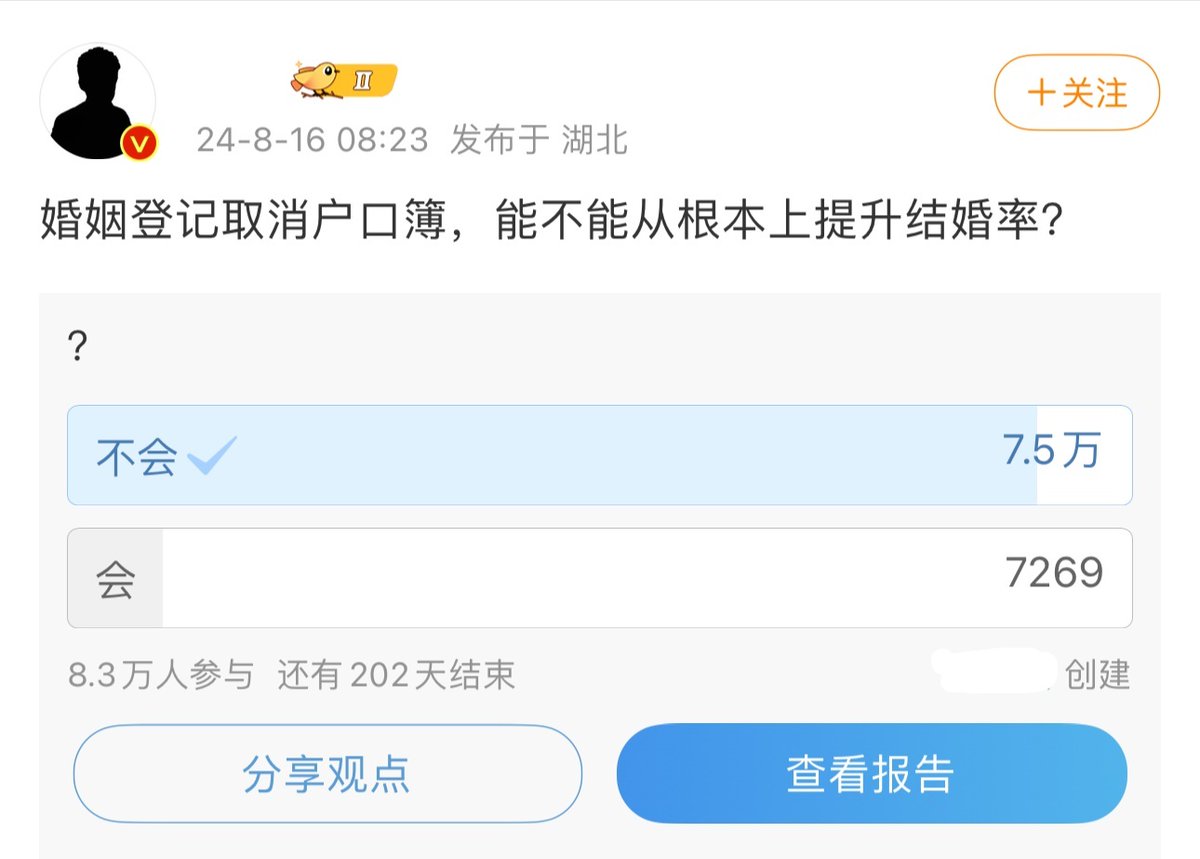 II
+关注
24-8-16 08:23 发布于 湖北
婚姻登记取消户口簿，能不能从根本上提升结婚率?
?
不会 7.5万
会 7269
8.3万人参与 还有202天结束 创建
分享观点 查看报告